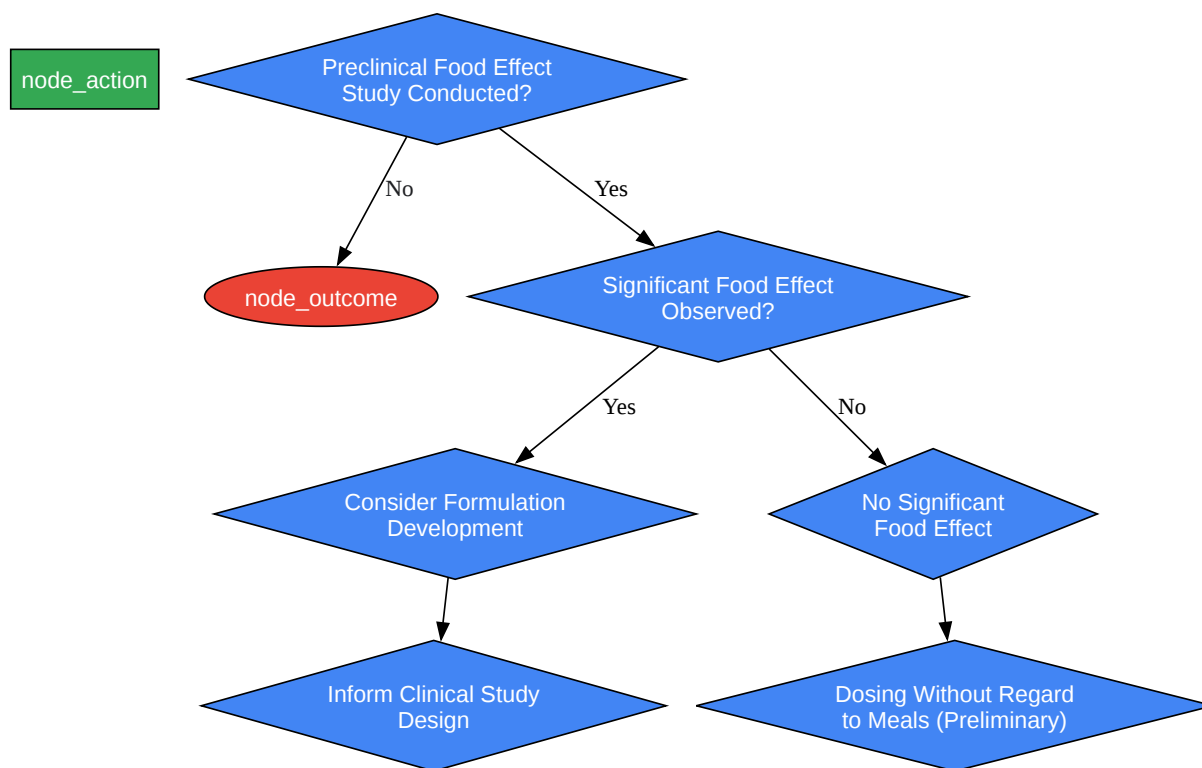 node_action
Preclinical Food Effect
Study Conducted?
No
Yes
node_outcome
Significant Food Effect
Observed?
Yes
No
Consider Formulation
Development
No Significant
Food Effect
Inform Clinical Study
Design
Dosing Without Regard
to Meals (Preliminary)